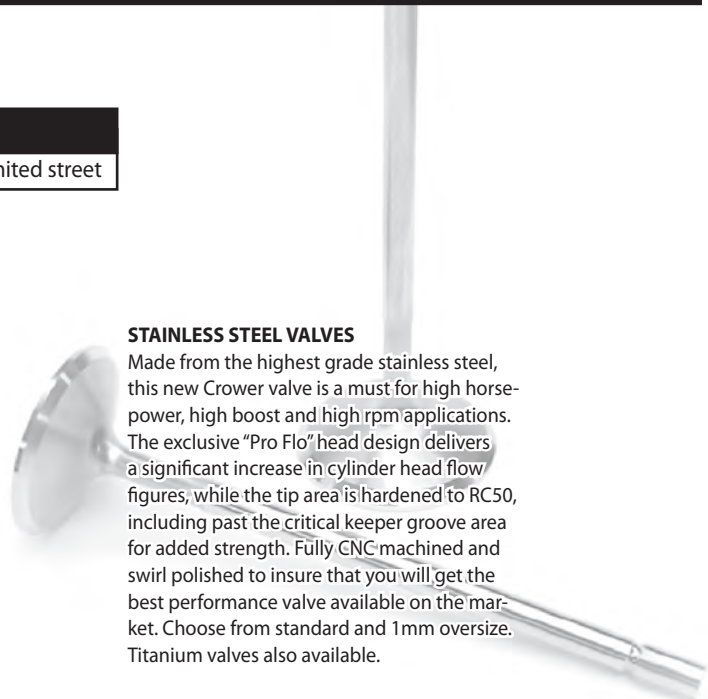 street
STAINLESS STEEL VALVES
Made from the highest grade stainless steel,
this new Crower valve is a must for high horse-
power, high boost and high rpm applications.
The exclusive “Pro Flo” head design delivers
a significant increase in cylinder head flow
figures, while the tip area is hardened to RC50,
including past the critical keeper groove area
for added strength. Fully CNC machined and
swirl polished to insure that you will get the
best performance valve available on the mar-
ket. Choose from standard and 1mm oversize.
Titanium valves also available.